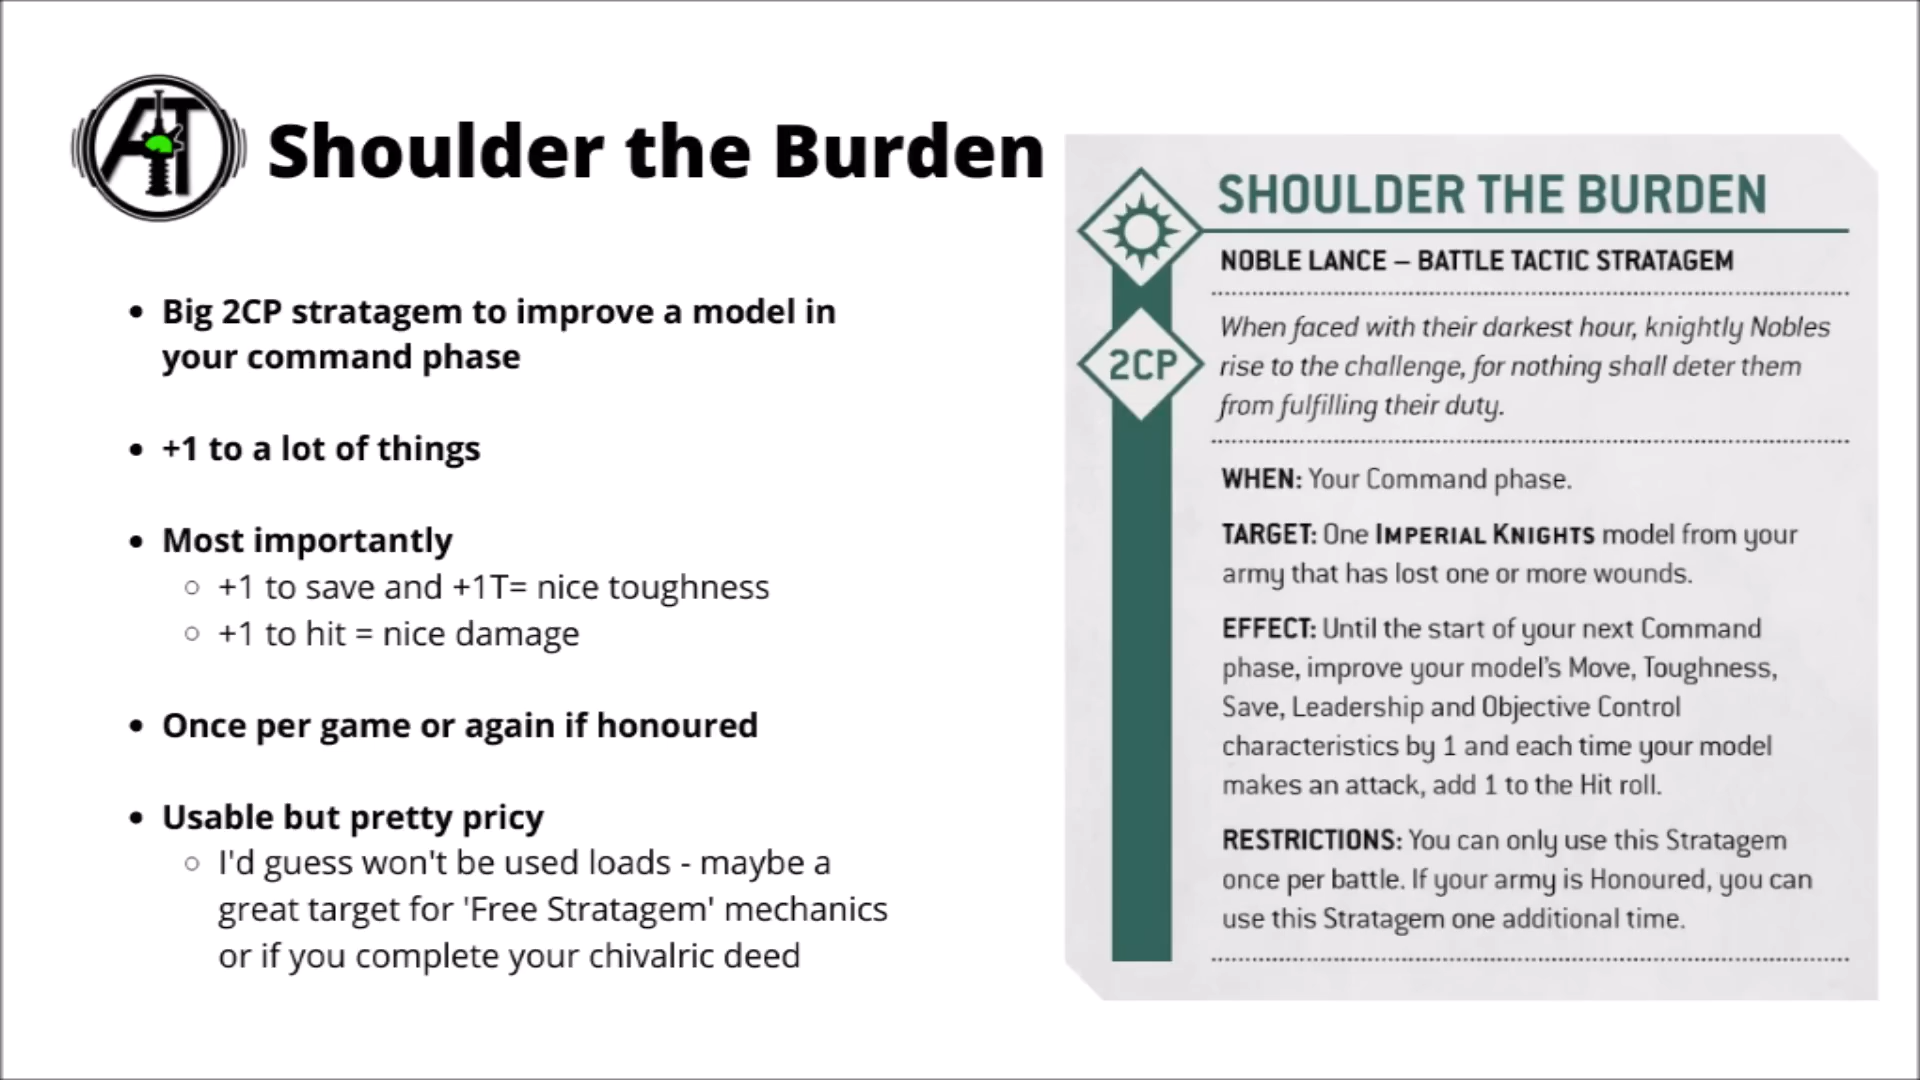 AT
Shoulder the Burden
• Big 2CP stratagem to improve a model in
your command phase
• +1 to a lot of things
• Most importantly
○ +1 to save and +1T= nice toughness
○ +1 to hit = nice damage
• Once per game or again if honoured
• Usable but pretty pricy
○ I'd guess won't be used loads - maybe a
great target for 'Free Stratagem' mechanics
or if you complete your chivalric deed
SHOULDER THE BURDEN
NOBLE LANCE – BATTLE TACTIC STRATAGEM
2CP
When faced with their darkest hour, knightly Nobles
rise to the challenge, for nothing shall deter them
from fulfilling their duty.
WHEN: Your Command phase.
TARGET: One IMPERIAL KNIGHTS model from your
army that has lost one or more wounds.
EFFECT: Until the start of your next Command
phase, improve your model's Move, Toughness,
Save, Leadership and Objective Control
characteristics by 1 and each time your model
makes an attack, add 1 to the Hit roll.
RESTRICTIONS: You can only use this Stratagem
once per battle. If your army is Honoured, you can
use this Stratagem one additional time.